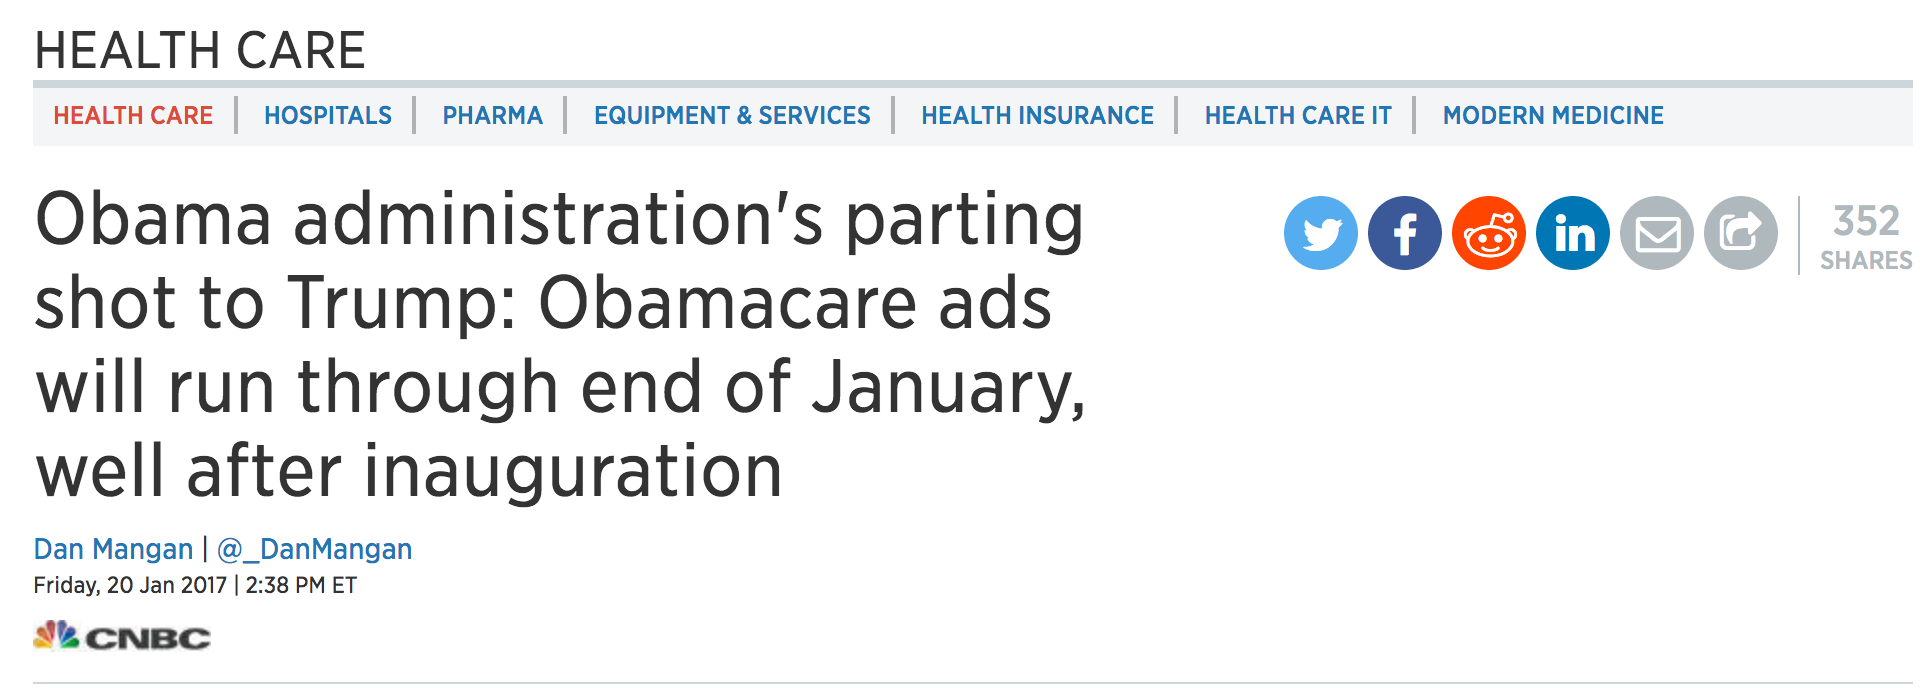 HEALTH CARE
HEALTH CARE | HOSPITALS | PHARMA | EQUIPMENT & SERVICES | HEALTH INSURANCE | HEALTH CARE IT | MODERN MEDICINE
Obama administration's parting
shot to Trump: Obamacare ads
will run through end of January,
well after inauguration
352
SHARES
Dan Mangan | @_DanMangan
Friday, 20 Jan 2017 | 2:38 PM ET
CNBC